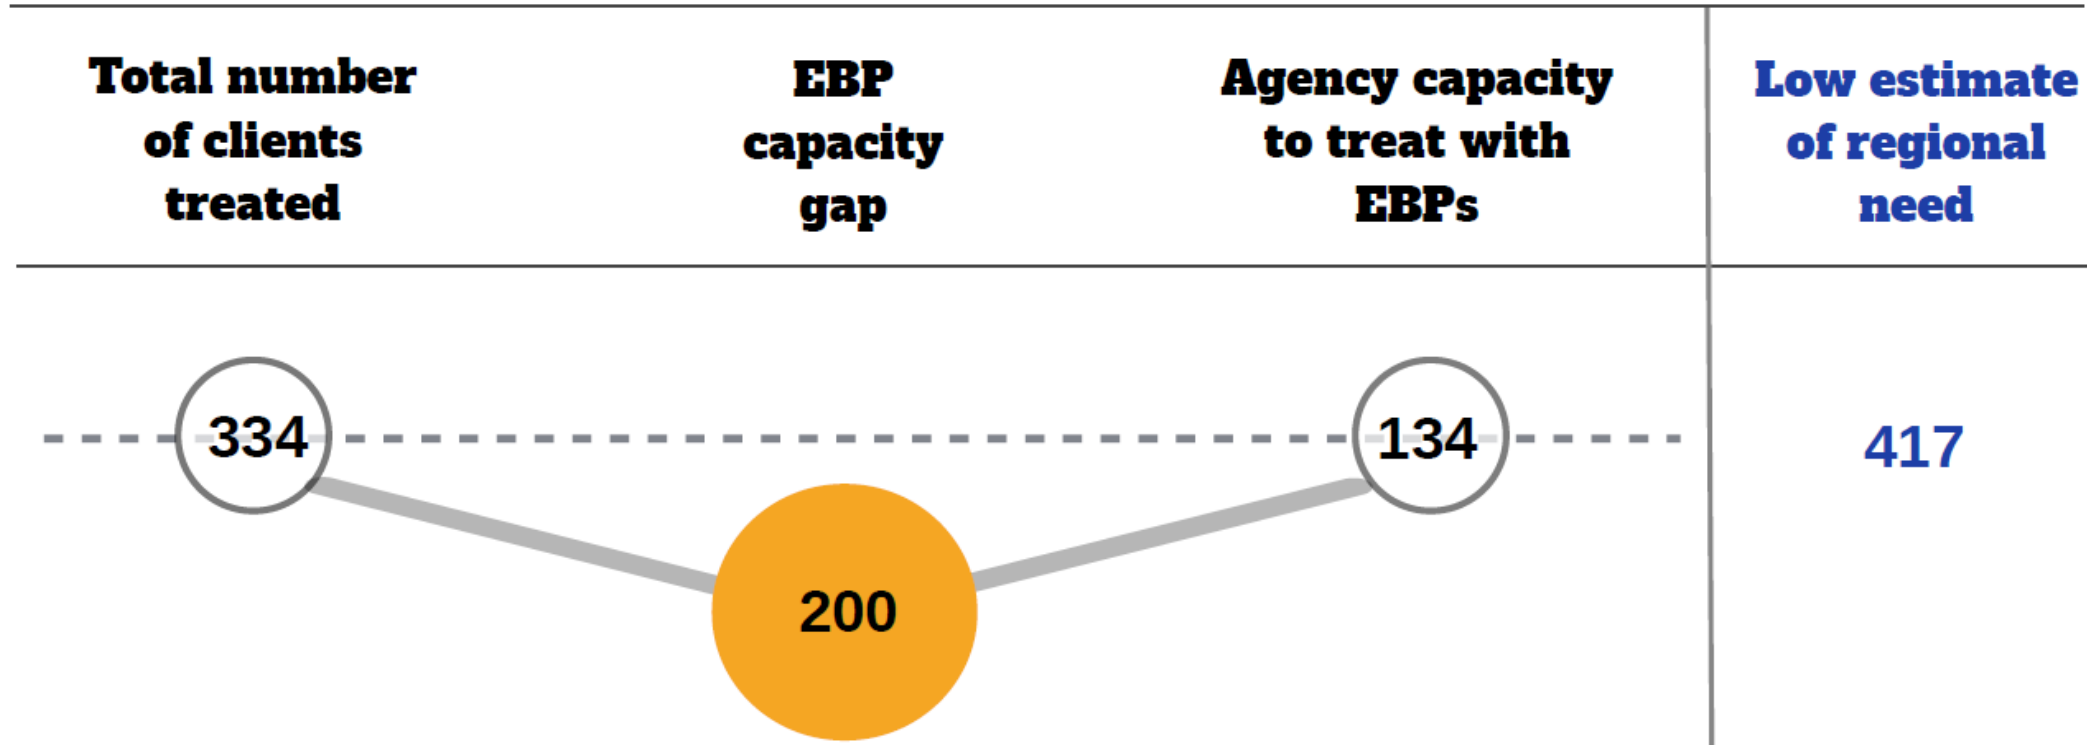 Total number
of clients
treated
EBP
capacity
gap
Agency capacity
to treat with
EBPs
Low estimate
of regional
need
334
200
134
417